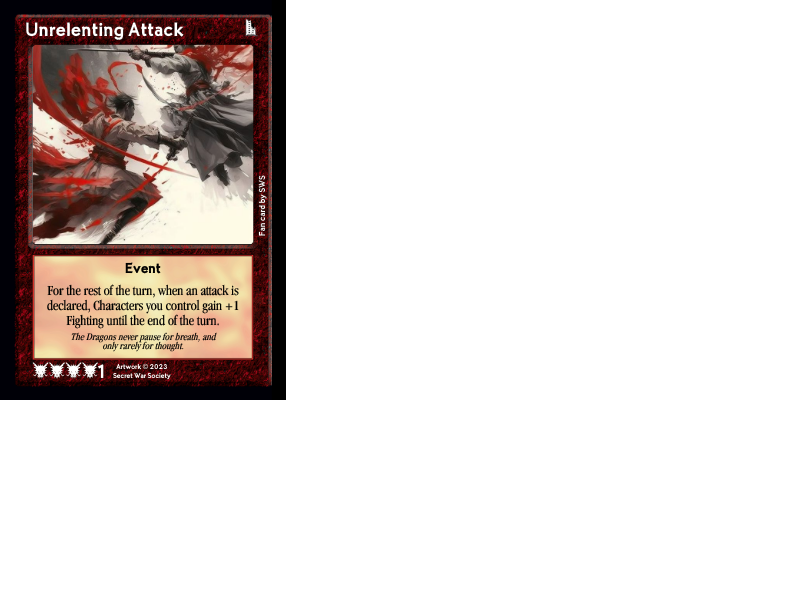 Unrelenting Attack
Fan card by SWS
Event
For the rest of the turn, when an attack is
declared, Characters you control gain +1
Fighting until the end of the turn.
The Dragons never pause for breath, and
only rarely for thought.
1
Artwork © 2023
Secret War Society